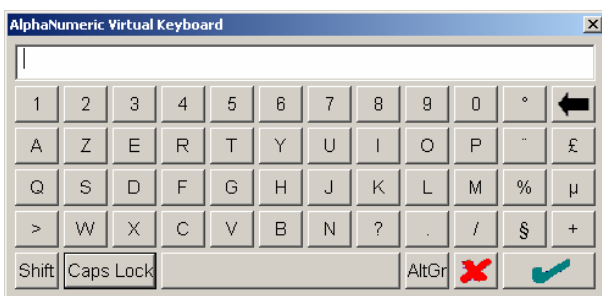 AlphaNumeric Virtual Keyboard
1 2 3 4 5 6 7 8 9 0 °
A Z E R T Y U I O P ¨ £
Q S D F G H J K L M % µ
> W X C V B N ? . / § +
Shift Caps Lock AltGr